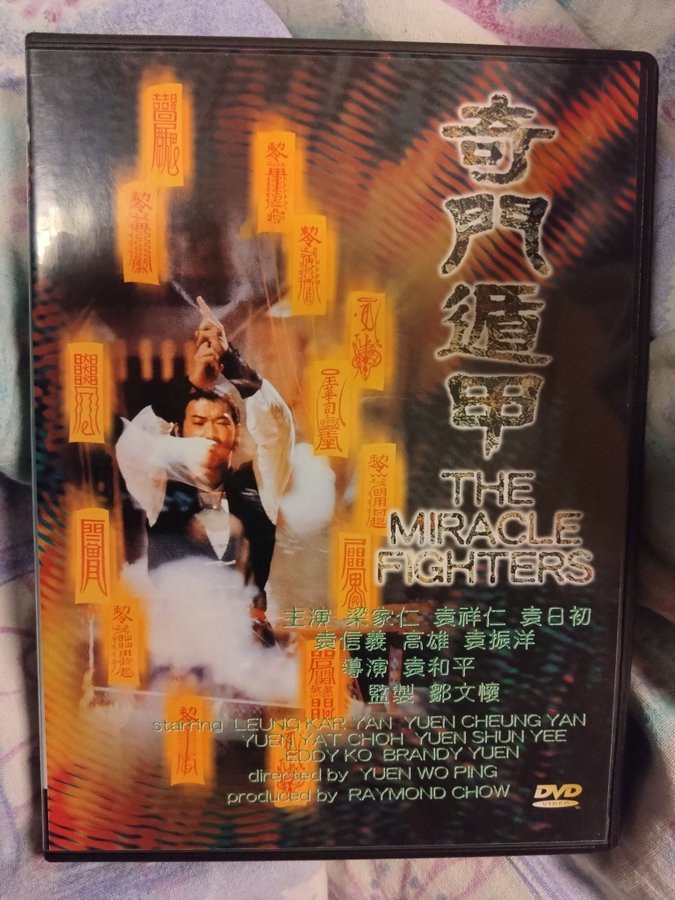 奇門遁甲
THE
MIRACLE
FIGHTERS
主演 梁家仁 袁祥仁 袁日初
袁信義 高雄 袁振洋
導演 袁和平
監製 鄒文懷
starring LEUNG KAR YAN YUEN CHEUNG YAN
YUEN YAT CHOH YUEN SHUN YEE
EDDY KO BRANDY YUEN
directed by YUEN WO PING
produced by RAYMOND CHOW
DVD
VIDEO